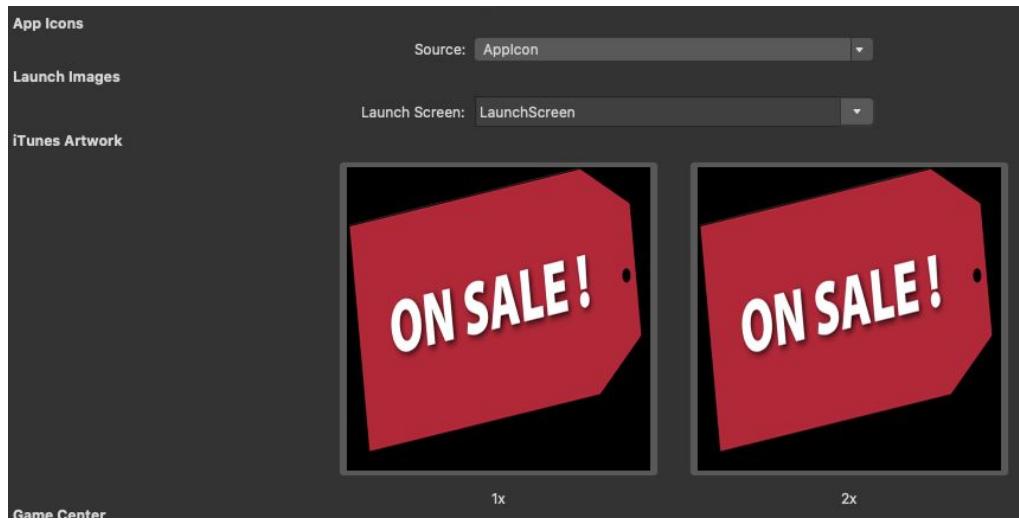 App Icons
Source: AppIcon
Launch Images
Launch Screen: LaunchScreen
iTunes Artwork
ON SALE!
ON SALE!
1x
2x
Game Center